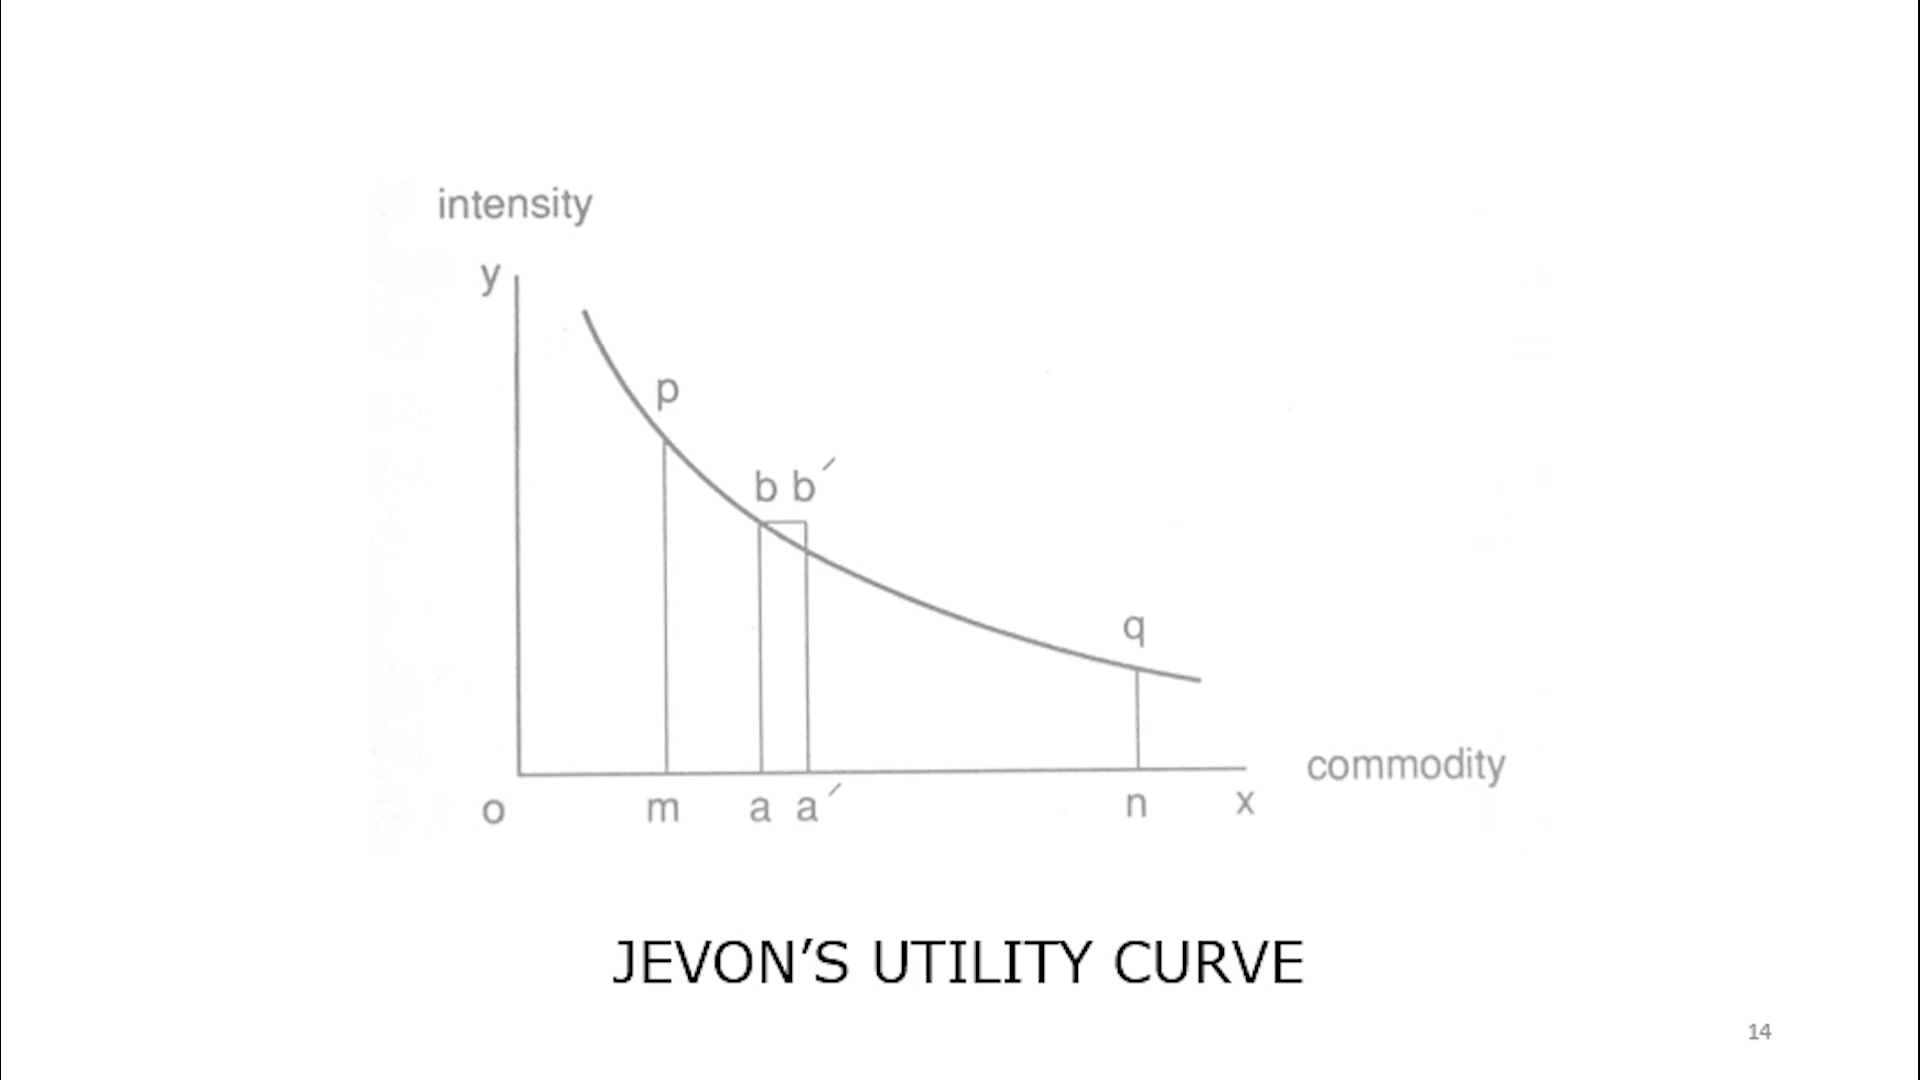 intensity
y
p
b b´
q
commodity
o m a a´ n x
JEVON’S UTILITY CURVE
14